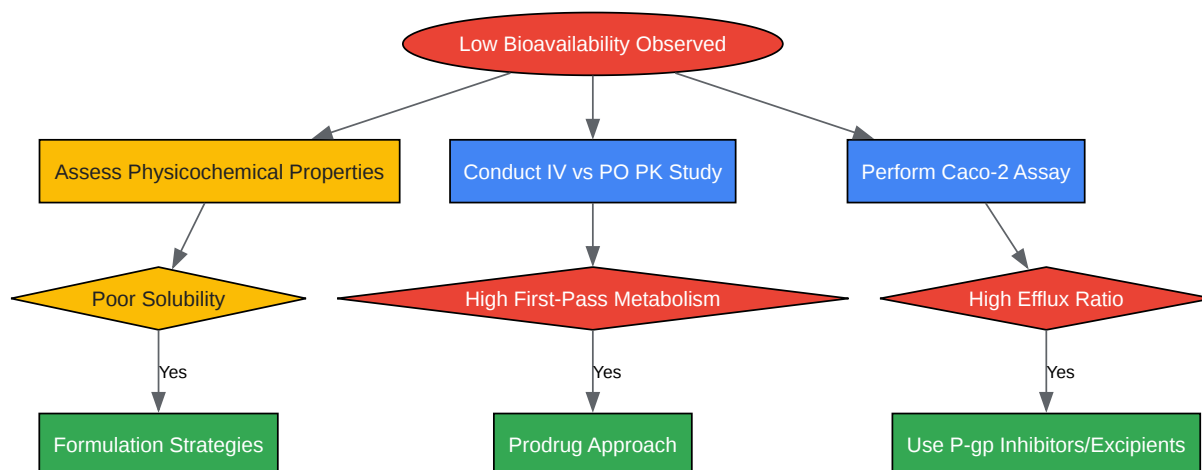 Low Bioavailability Observed
Assess Physicochemical Properties
Conduct IV vs PO PK Study
Perform Caco-2 Assay
Poor Solubility
High First-Pass Metabolism
High Efflux Ratio
Yes
Yes
Yes
Formulation Strategies
Prodrug Approach
Use P-gp Inhibitors/Excipients